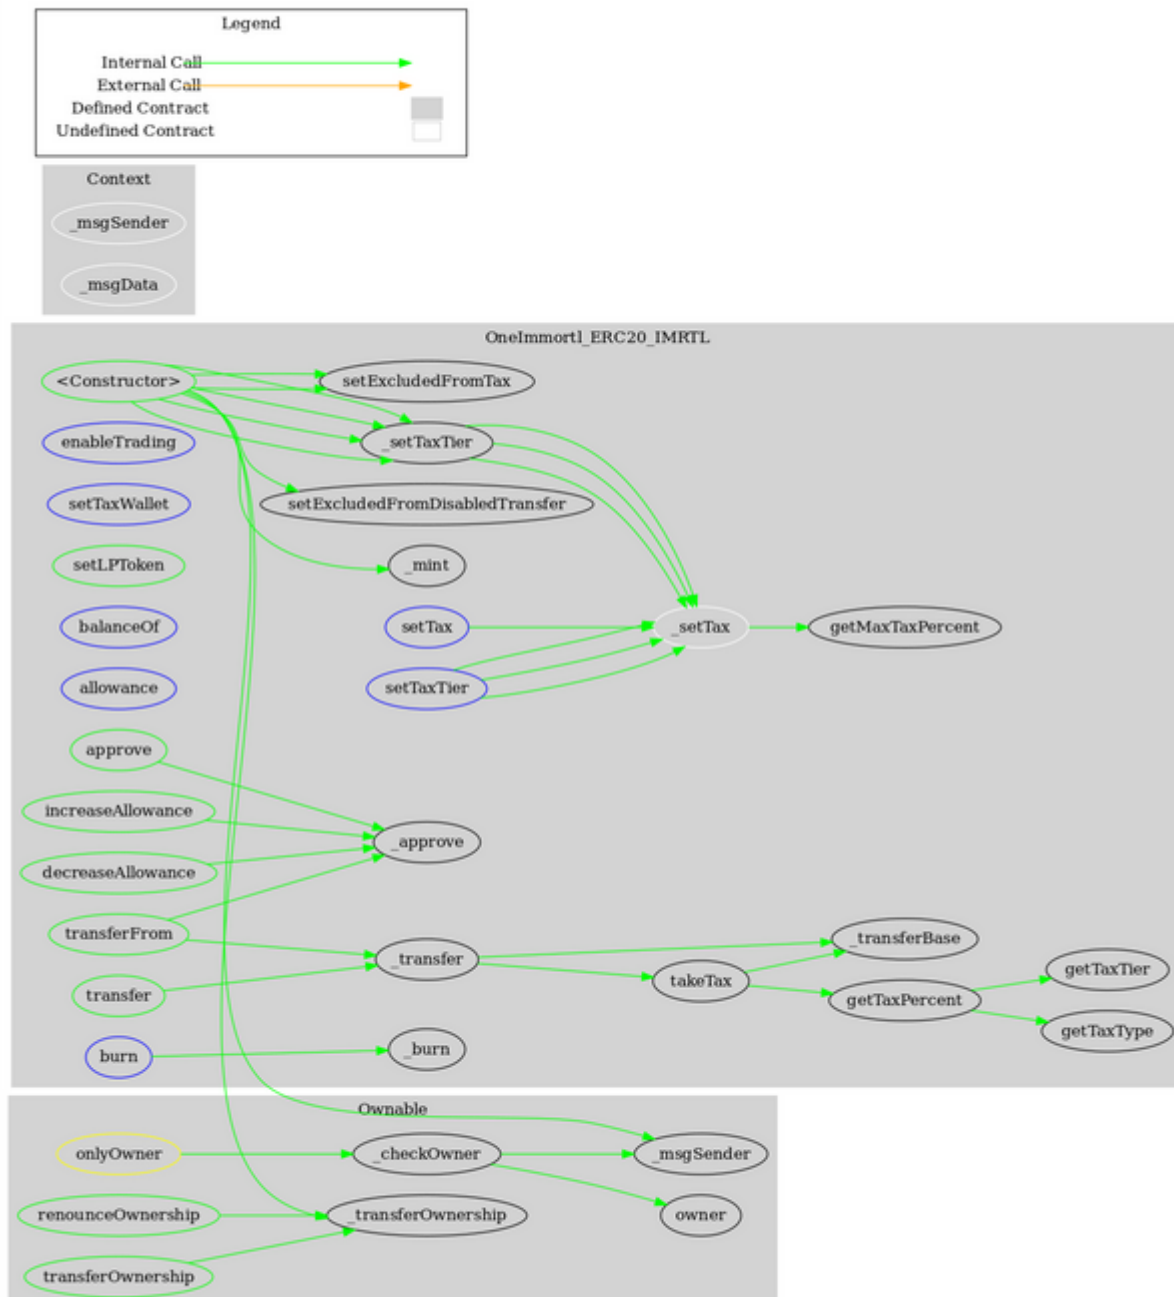 Legend
Internal Call
External Call
Defined Contract
Undefined Contract
Context
_msgSender
_msgData
OneImmortl_ERC20_IMRTL
<Constructor>
setExcludedFromTax
enableTrading
_setTaxTier
setTaxWallet
setExcludedFromDisabledTransfer
setLPToken
_mint
balanceOf
setTax
_setTax
getMaxTaxPercent
allowance
setTaxTier
approve
increaseAllowance
_approve
decreaseAllowance
transferFrom
_transfer
_transferBase
transfer
takeTax
getTaxPercent
getTaxTier
getTaxType
burn
_burn
Ownable
onlyOwner
_checkOwner
_msgSender
renounceOwnership
_transferOwnership
owner
transferOwnership